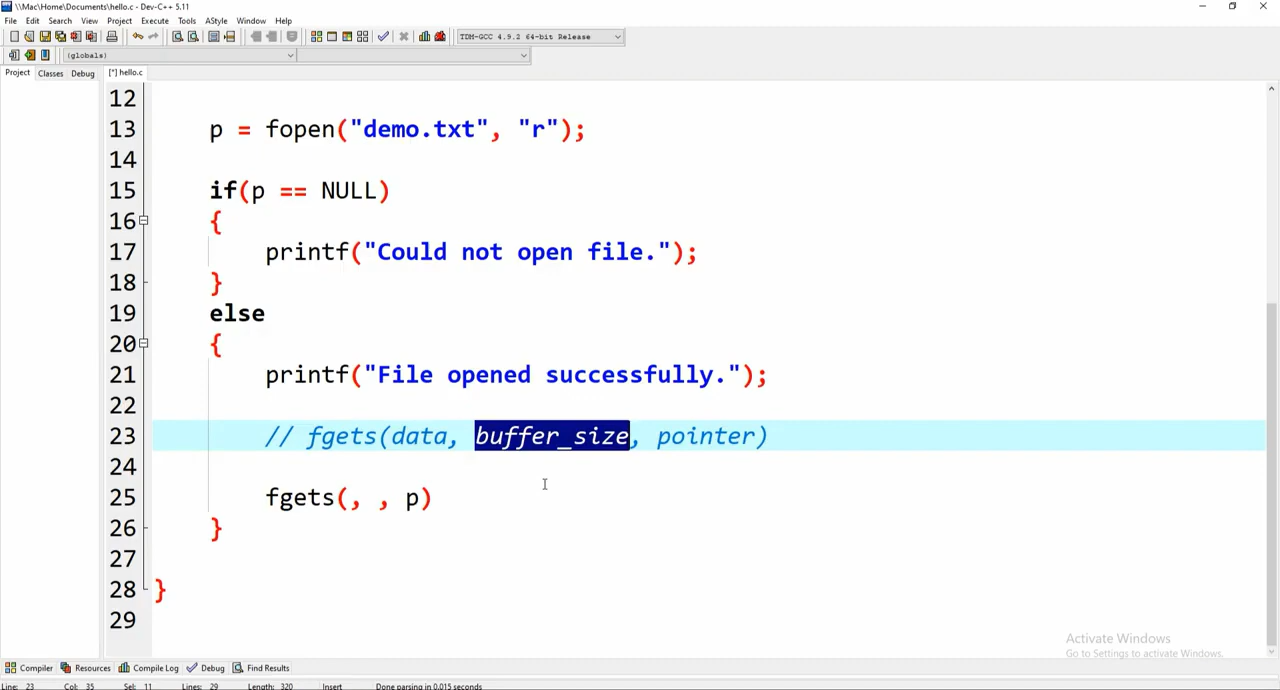 \\Mac\Home\Documents\hello.c - Dev-C++ 5.11
File Edit Search View Project Execute Tools AStyle Window Help
TDM-GCC 4.9.2 64-bit Release
(globals)
Project Classes Debug [*] hello.c
12
13 p = fopen("demo.txt", "r");
14
15 if(p == NULL)
16 {
17 printf("Could not open file.");
18 }
19 else
20 {
21 printf("File opened successfully.");
22
23 // fgets(data, buffer_size, pointer)
24
25 fgets(, , p)
26 }
27
28 }
29
Activate Windows
Go to Settings to activate Windows.
Compiler Resources Compile Log Debug Find Results
Line: 23 Col: 35 Sel: 11 Lines: 29 Length: 320 Insert Done parsing in 0.015 seconds